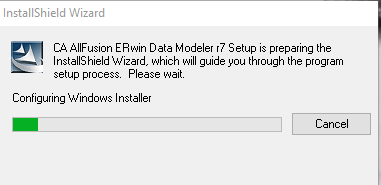 InstallShield Wizard
CA AllFusion ERwin Data Modeler r7 Setup is preparing the
InstallShield Wizard, which will guide you through the program
setup process. Please wait.
Configuring Windows Installer
Cancel